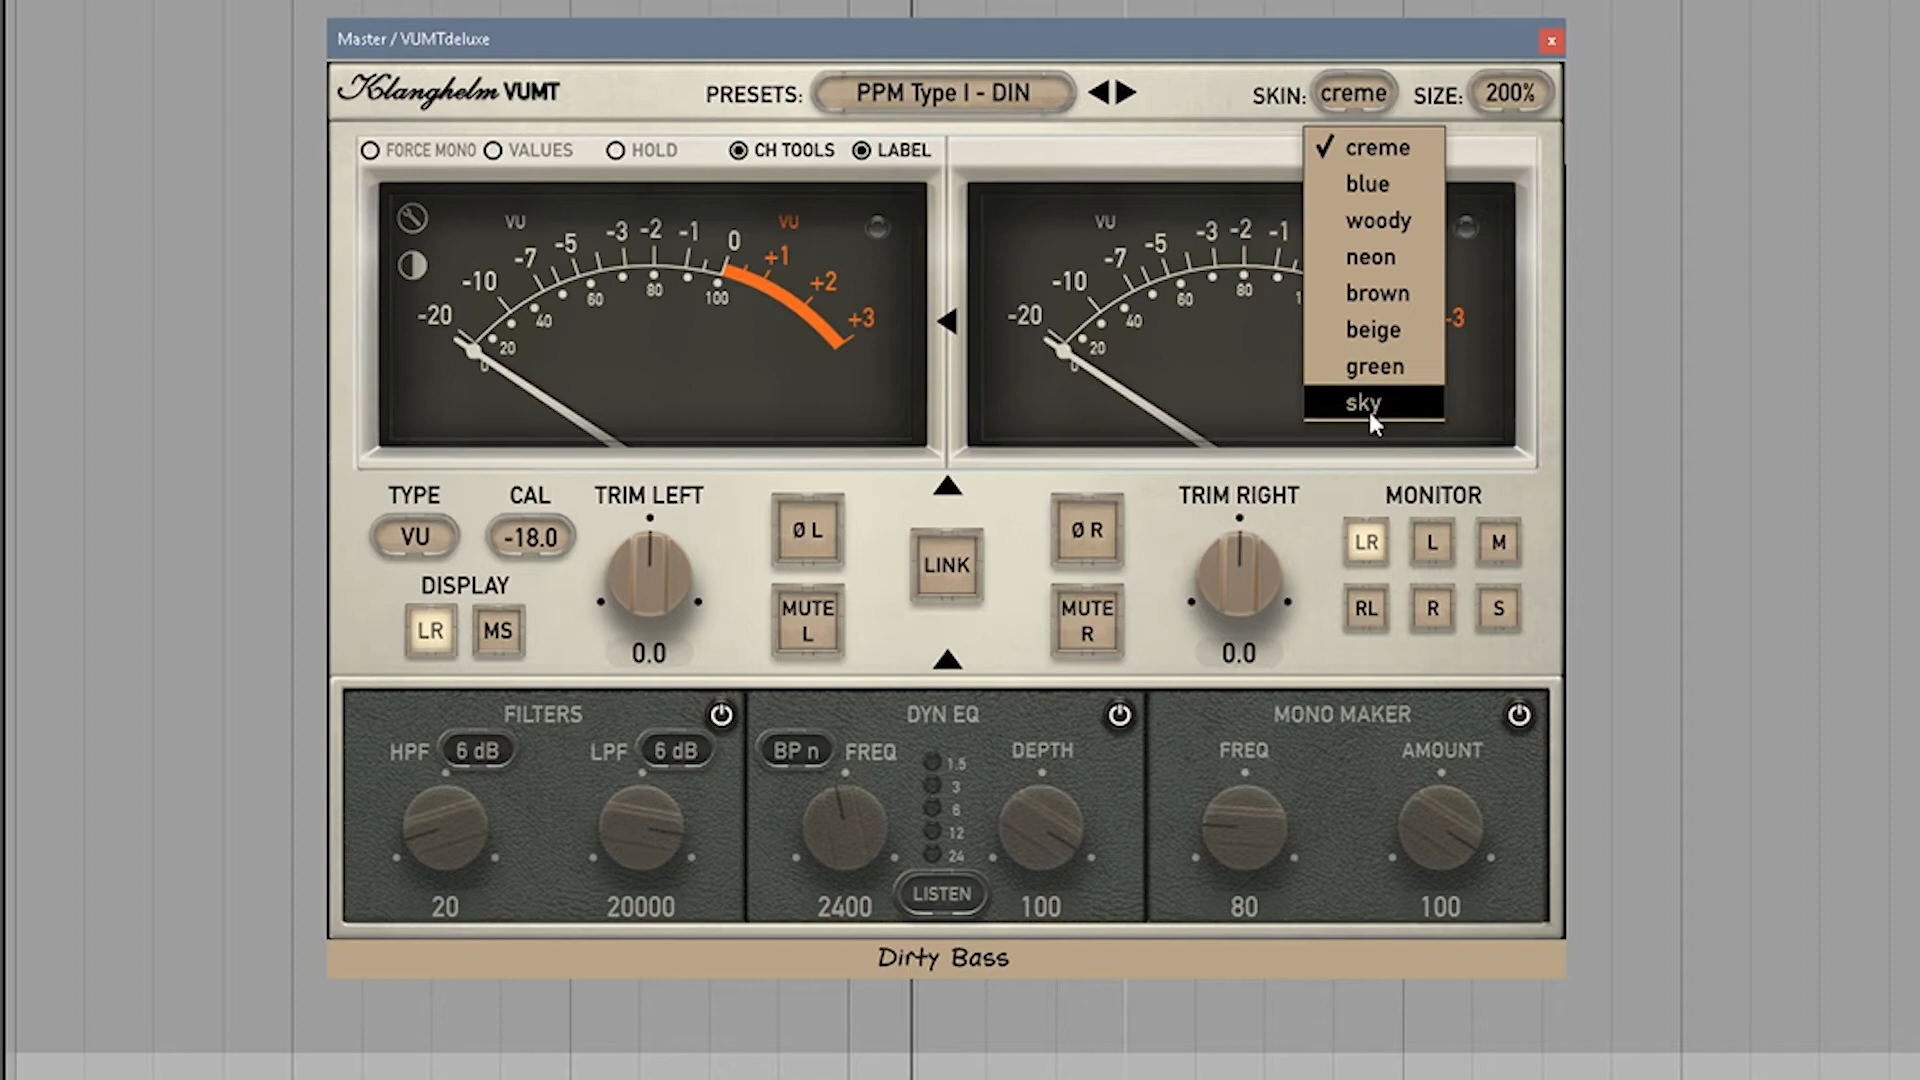 Master / VUMTdeluxe
x
Klanghelm VUMT
PRESETS: PPM Type I - DIN
SKIN: creme SIZE: 200%
FORCE MONO VALUES HOLD CH TOOLS LABEL
creme
blue
woody
neon
brown
beige
green
sky
VU VU
-20 -10 -7 -5 -3 -2 -1 0 +1 +2 +3
0 20 40 60 80 100
VU
-20 -10 -7 -5 -3 -2 -1 -3
0 20 40 60 80 1
TYPE CAL TRIM LEFT TRIM RIGHT MONITOR
VU -18.0 Ø L LINK Ø R LR L M
DISPLAY
LR MS MUTE L MUTE R RL R S
0.0 0.0
FILTERS DYN EQ MONO MAKER
HPF 6 dB LPF 6 dB BP n FREQ DEPTH FREQ AMOUNT
1.5
3
6
12
24
LISTEN
20 20000 2400 100 80 100
Dirty Bass